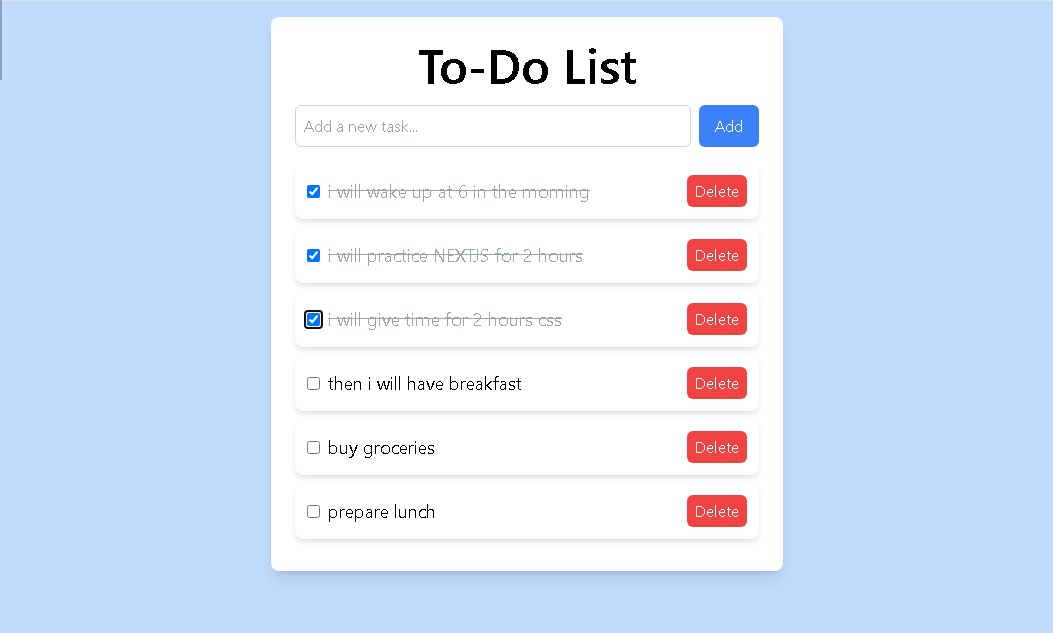 To-Do List
Add a new task...
Add
i will wake up at 6 in the morning
Delete
i will practice NEXTJS for 2 hours
Delete
i will give time for 2 hours css
Delete
then i will have breakfast
Delete
buy groceries
Delete
prepare lunch
Delete